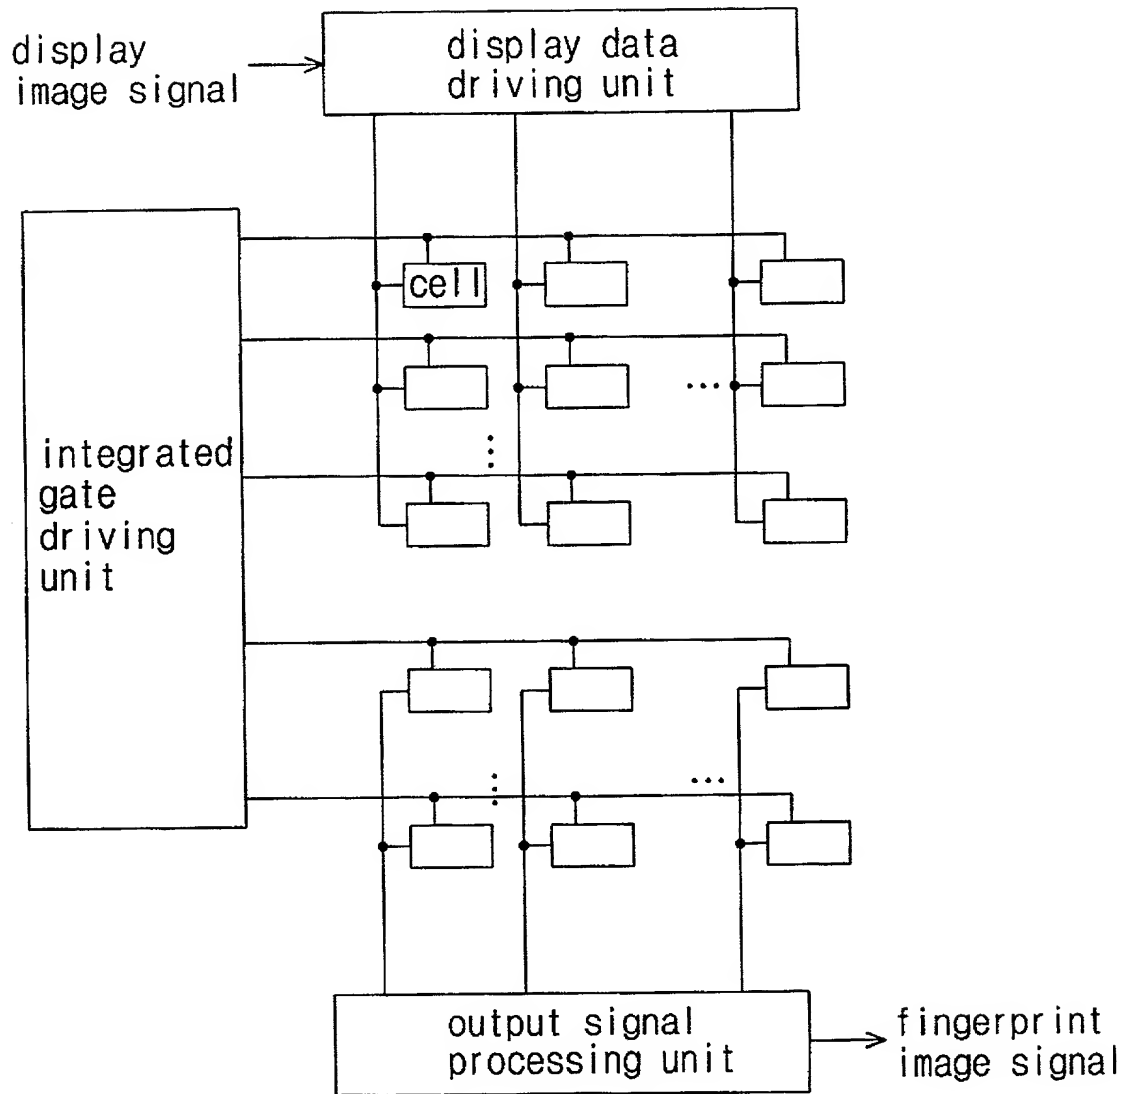 display
image signal
display data
driving unit
cell
integrated
gate
driving
unit
output signal
processing unit
fingerprint
image signal